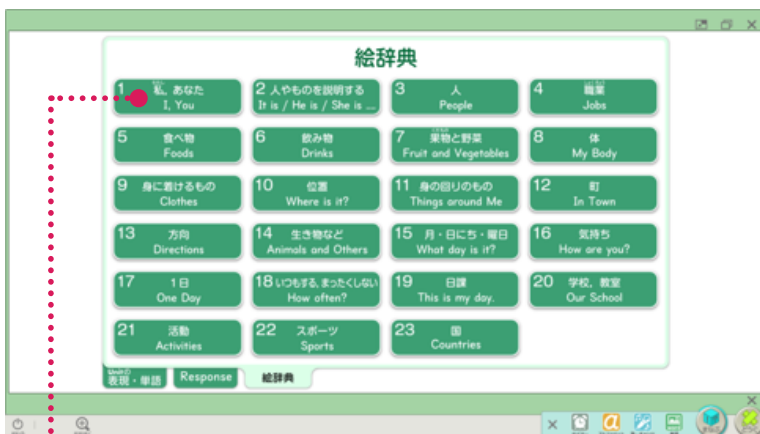 絵辞典
1 私，あなた
I, You
2 人やものを説明する
It is / He is / She is ...
3 人
People
4 職業
Jobs
5 食べ物
Foods
6 飲み物
Drinks
7 果物と野菜
Fruit and Vegetables
8 体
My Body
9 身に着けるもの
Clothes
10 位置
Where is it?
11 身の回りのもの
Things around Me
12 町
In Town
13 方向
Directions
14 生き物など
Animals and Others
15 月・日にち・曜日
What day is it?
16 気持ち
How are you?
17 1日
One Day
18 いつもする，まったくしない
How often?
19 日課
This is my day.
20 学校，教室
Our School
21 活動
Activities
22 スポーツ
Sports
23 国
Countries
Unitの
表現・単語
Response
絵辞典